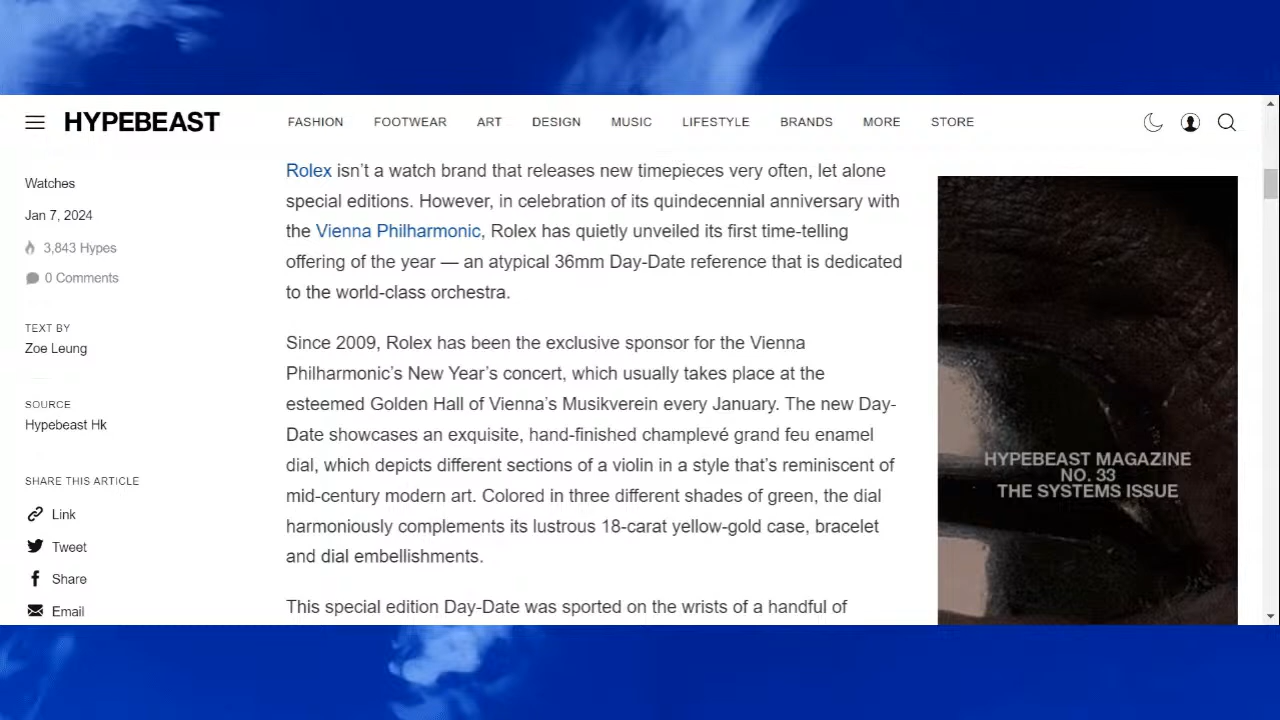 HYPEBEAST
FASHION FOOTWEAR ART DESIGN MUSIC LIFESTYLE BRANDS MORE STORE
Watches
Jan 7, 2024
3,843 Hypes
0 Comments
TEXT BY
Zoe Leung
SOURCE
Hypebeast Hk
SHARE THIS ARTICLE
Link
Tweet
Share
Email
Rolex isn’t a watch brand that releases new timepieces very often, let alone
special editions. However, in celebration of its quindecennial anniversary with
the Vienna Philharmonic, Rolex has quietly unveiled its first time-telling
offering of the year — an atypical 36mm Day-Date reference that is dedicated
to the world-class orchestra.
Since 2009, Rolex has been the exclusive sponsor for the Vienna
Philharmonic’s New Year’s concert, which usually takes place at the
esteemed Golden Hall of Vienna’s Musikverein every January. The new Day-
Date showcases an exquisite, hand-finished champlevé grand feu enamel
dial, which depicts different sections of a violin in a style that’s reminiscent of
mid-century modern art. Colored in three different shades of green, the dial
harmoniously complements its lustrous 18-carat yellow-gold case, bracelet
and dial embellishments.
This special edition Day-Date was sported on the wrists of a handful of
HYPEBEAST MAGAZINE
NO. 33
THE SYSTEMS ISSUE